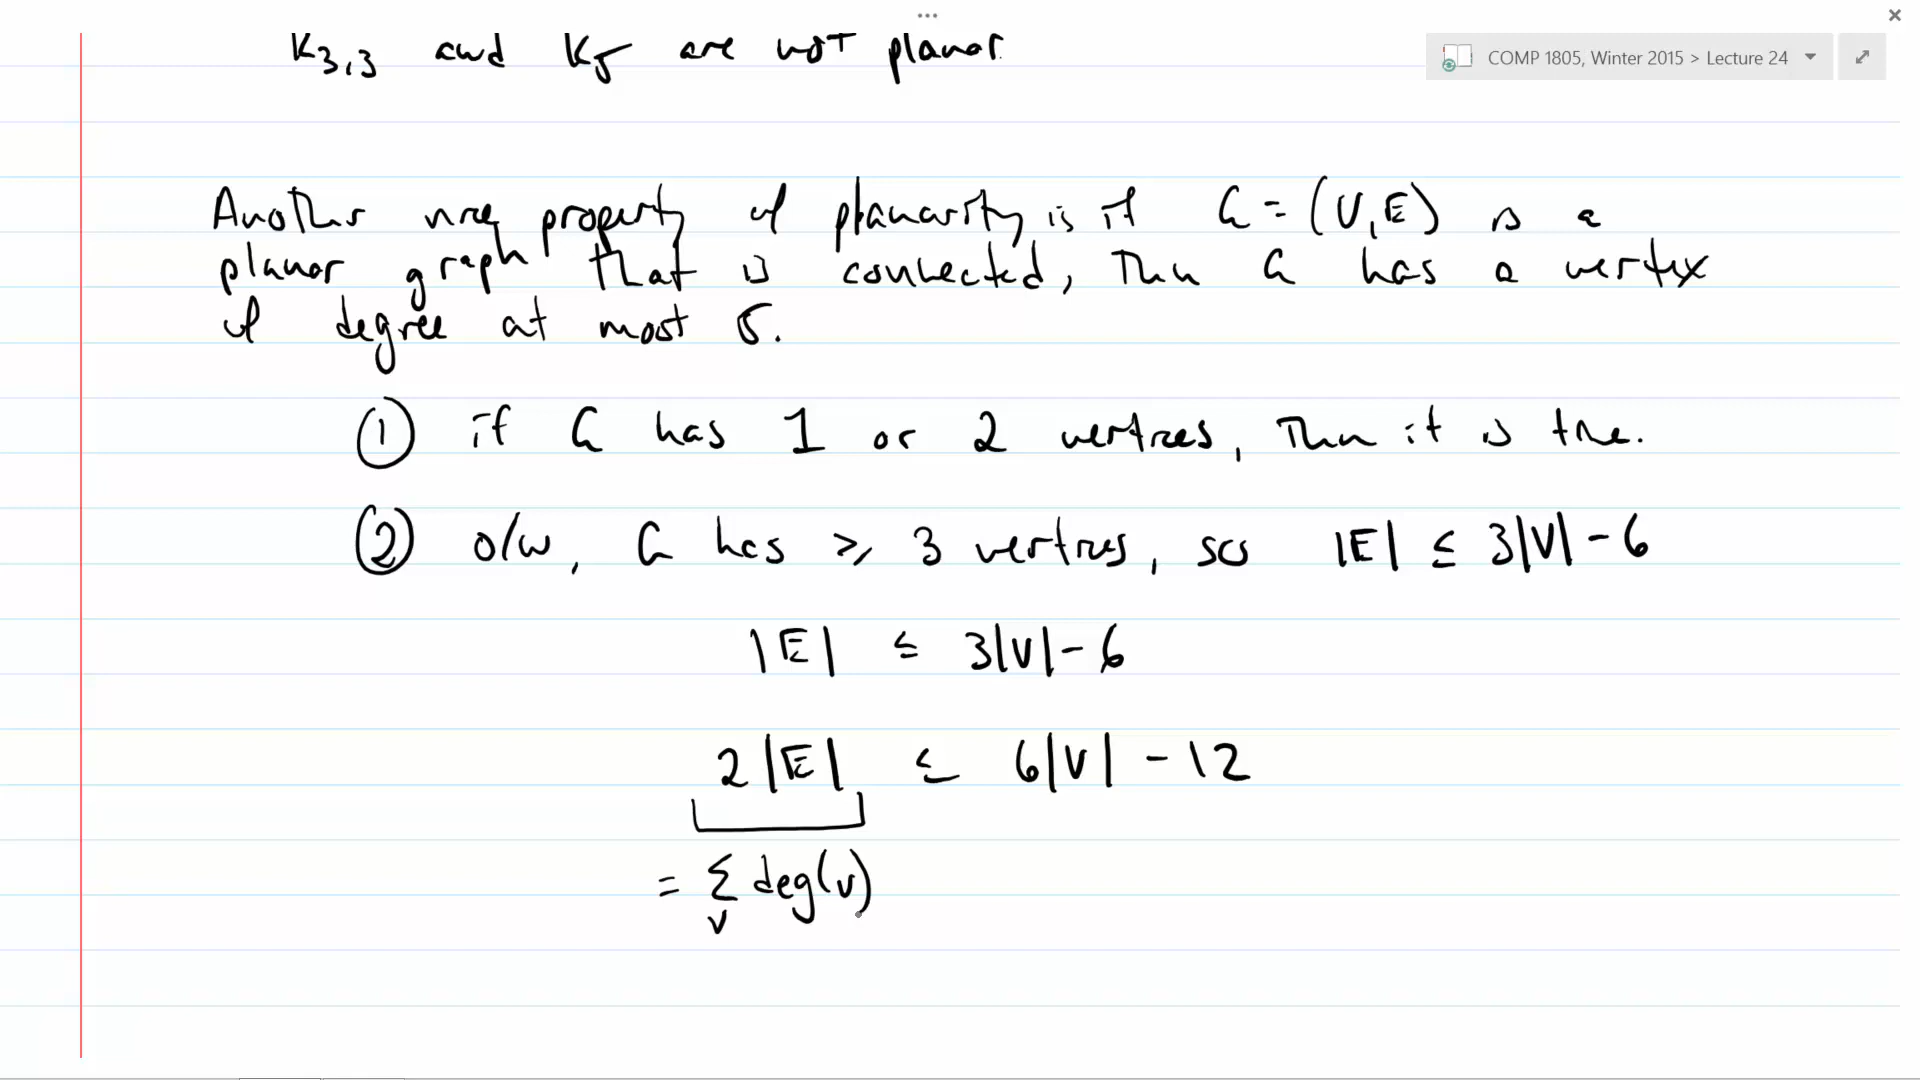 K3,3 and K5 are not planar.
COMP 1805, Winter 2015 > Lecture 24
Another nice property of planarity is if G = (V,E) is a
planar graph that is connected, then G has a vertex
of degree at most 5.
① if G has 1 or 2 vertices, then it is true.
② o/w, G has ≥ 3 vertices, so |E| ≤ 3|V| - 6
|E| ≤ 3|V| - 6
2|E| ≤ 6|V| - 12
= Σ deg(v)
v